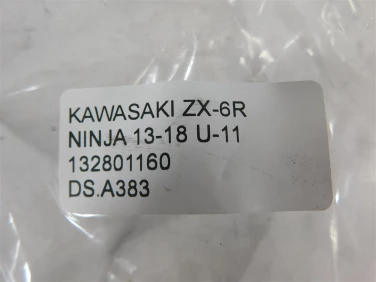 KAWASAKI ZX-6R
NINJA 13-18 U-11
132801160
DS.A383